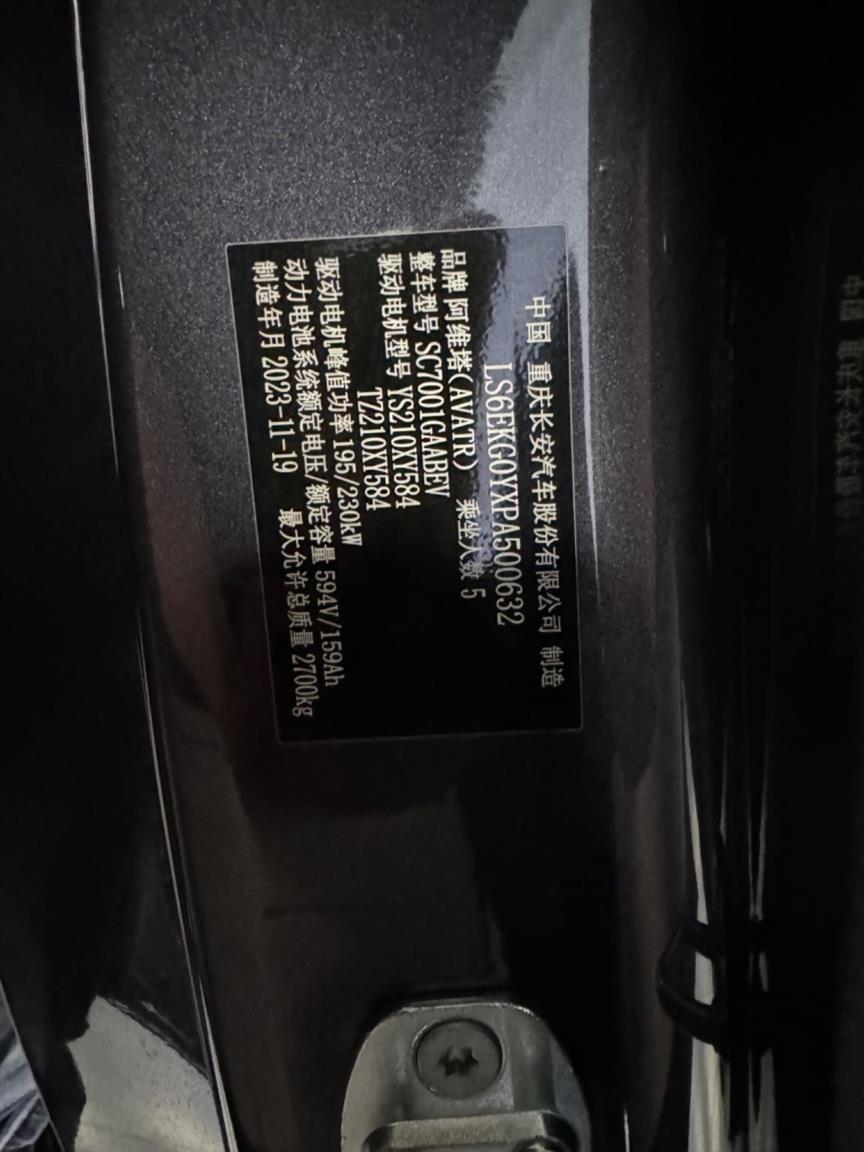 中国 重庆长安汽车股份有限公司 制造
LS6EKG0YXPA500632
品牌 阿维塔(AVATR) 乘坐人数 5
整车型号 SC7001GAABEV
驱动电机型号 YS210XY584
TZ210XY584
驱动电机峰值功率 195/230kW
动力电池系统额定电压/额定容量 594V/159Ah
制造年月 2023-11-19 最大允许总质量 2700kg